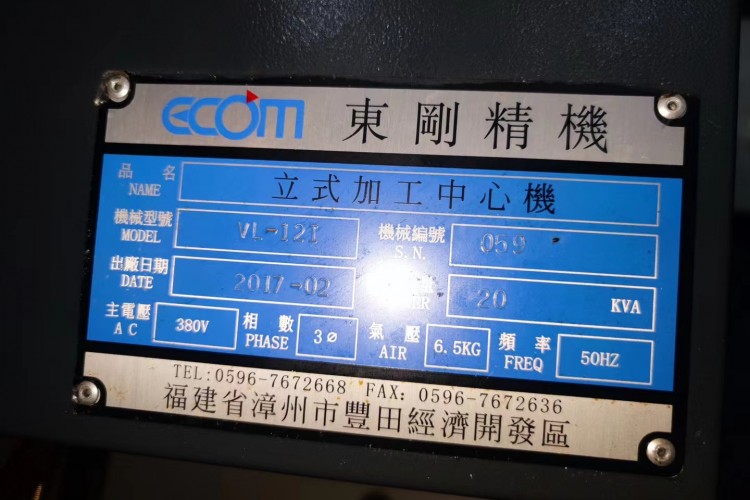 ECOM 東剛精機
品名 NAME 立式加工中心機
機械型號 MODEL VL-12I 機械編號 S.N. 059
出廠日期 DATE 2017-02 20 KVA
主電壓 AC 380V 相數 PHASE 3ø 氣壓 AIR 6.5KG 頻率 FREQ 50HZ
TEL:0596-7672668 FAX: 0596-7672636
福建省漳州市豐田經濟開發區